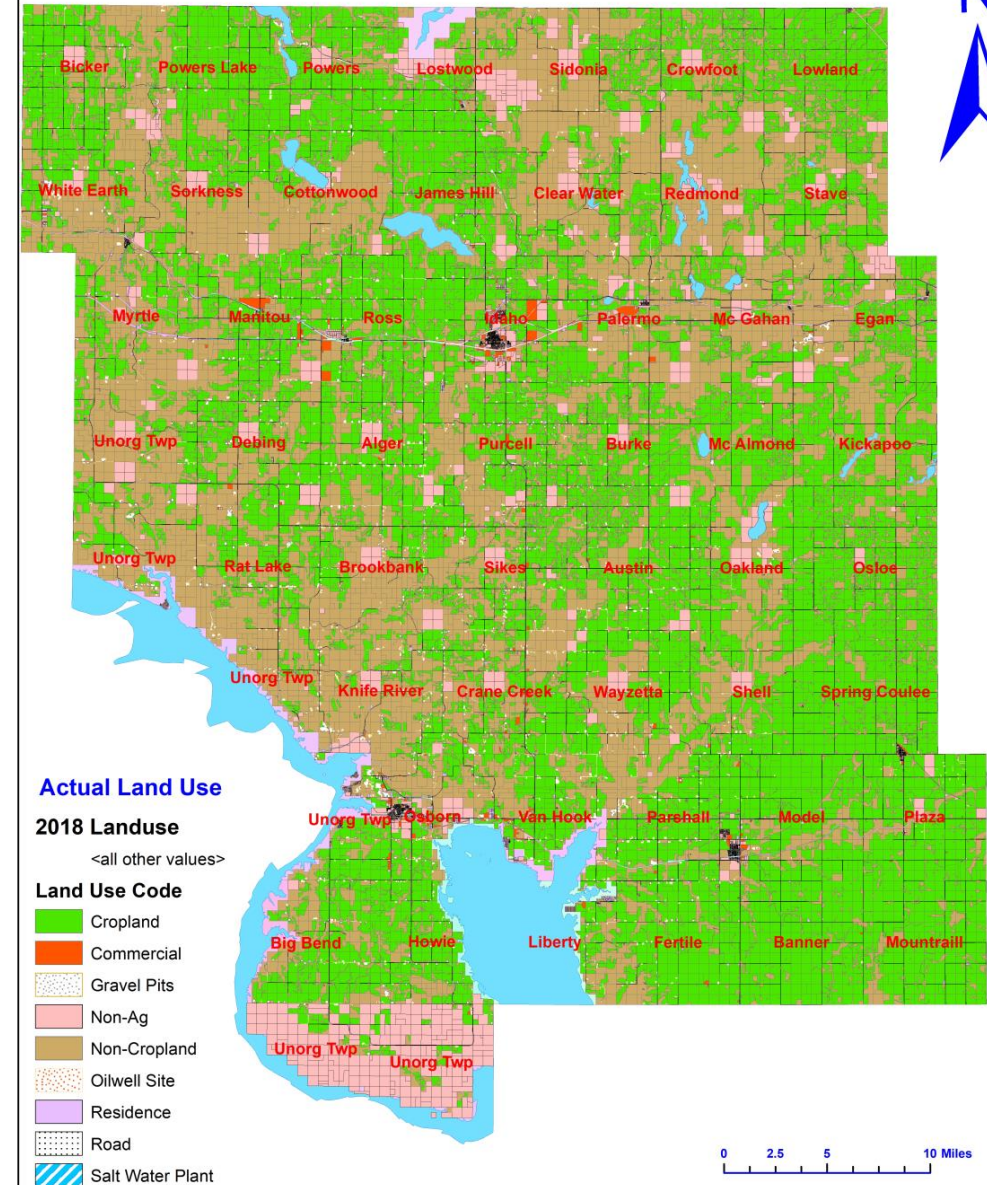 N
Bicker Powers Lake Powers Lostwood Sidonia Crowfoot Lowland
White Earth Sorkness Cottonwood James Hill Clear Water Redmond Stave
Myrtle Manitou Ross Idaho Palermo Mc Gahan Egan
Unorg Twp Debing Alger Purcell Burke Mc Almond Kickapoo
Unorg Twp Rat Lake Brookbank Sikes Austin Oakland Osloe
Unorg Twp Knife River Crane Creek Wayzetta Shell Spring Coulee
Unorg Twp Osborn Van Hook Parshall Model Plaza
Big Bend Howie Liberty Fertile Banner Mountraill
Unorg Twp Unorg Twp
Actual Land Use
2018 Landuse
<all other values>
Land Use Code
Cropland
Commercial
Gravel Pits
Non-Ag
Non-Cropland
Oilwell Site
Residence
Road
Salt Water Plant
0 2.5 5 10 Miles